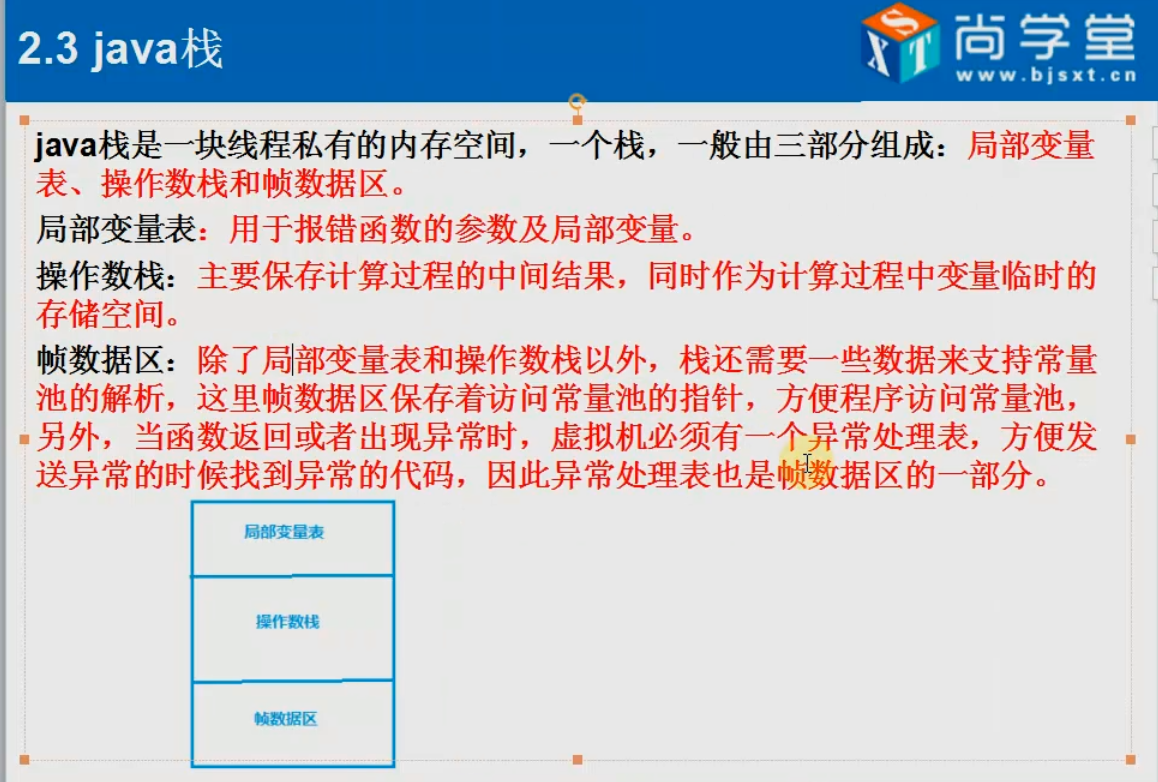 2.3 java栈
尚学堂
www.bjsxt.cn
XST
java栈是一块线程私有的内存空间，一个栈，一般由三部分组成：局部变量
表、操作数栈和帧数据区。
局部变量表：用于报错函数的参数及局部变量。
操作数栈：主要保存计算过程的中间结果，同时作为计算过程中变量临时的
存储空间。
帧数据区：除了局部变量表和操作数栈以外，栈还需要一些数据来支持常量
池的解析，这里帧数据区保存着访问常量池的指针，方便程序访问常量池，
另外，当函数返回或者出现异常时，虚拟机必须有一个异常处理表，方便发
送异常的时候找到异常的代码，因此异常处理表也是帧数据区的一部分。
局部变量表
操作数栈
帧数据区